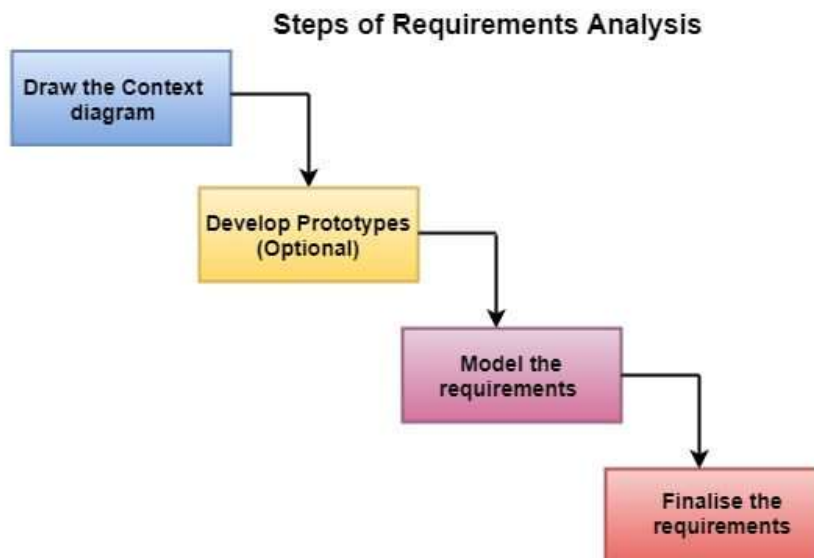 Steps of Requirements Analysis
Draw the Context
diagram
Develop Prototypes
(Optional)
Model the
requirements
Finalise the
requirements